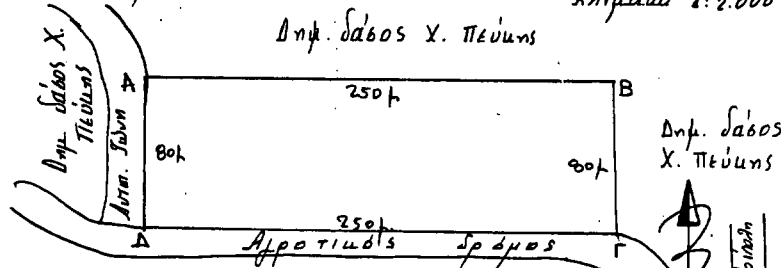 1:2.000
Δημ. δάσος Χ. Πεύκης
Δημ. δάσος Χ.
Πεύκης
Αντιπ. Ζώνη
Α
250μ
Β
80μ
80μ
Δημ. δάσος
Χ. Πεύκης
250μ.
Δ
Αγροτικός δρόμος
Γ